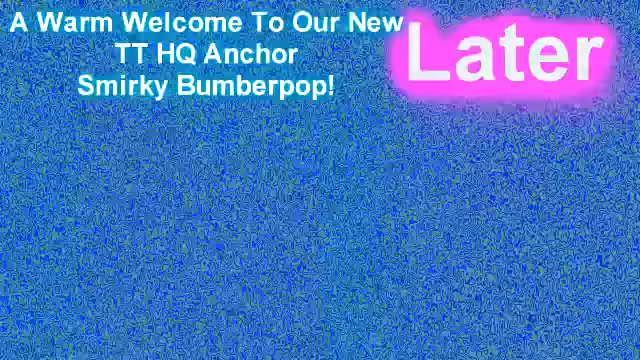 A Warm Welcome To Our New
TT HQ Anchor
Smirky Bumberpop!
Later